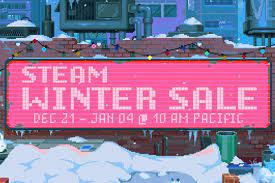 STEAM
WINTER SALE
DEC 21 - JAN 04 @ 10 AM PACIFIC